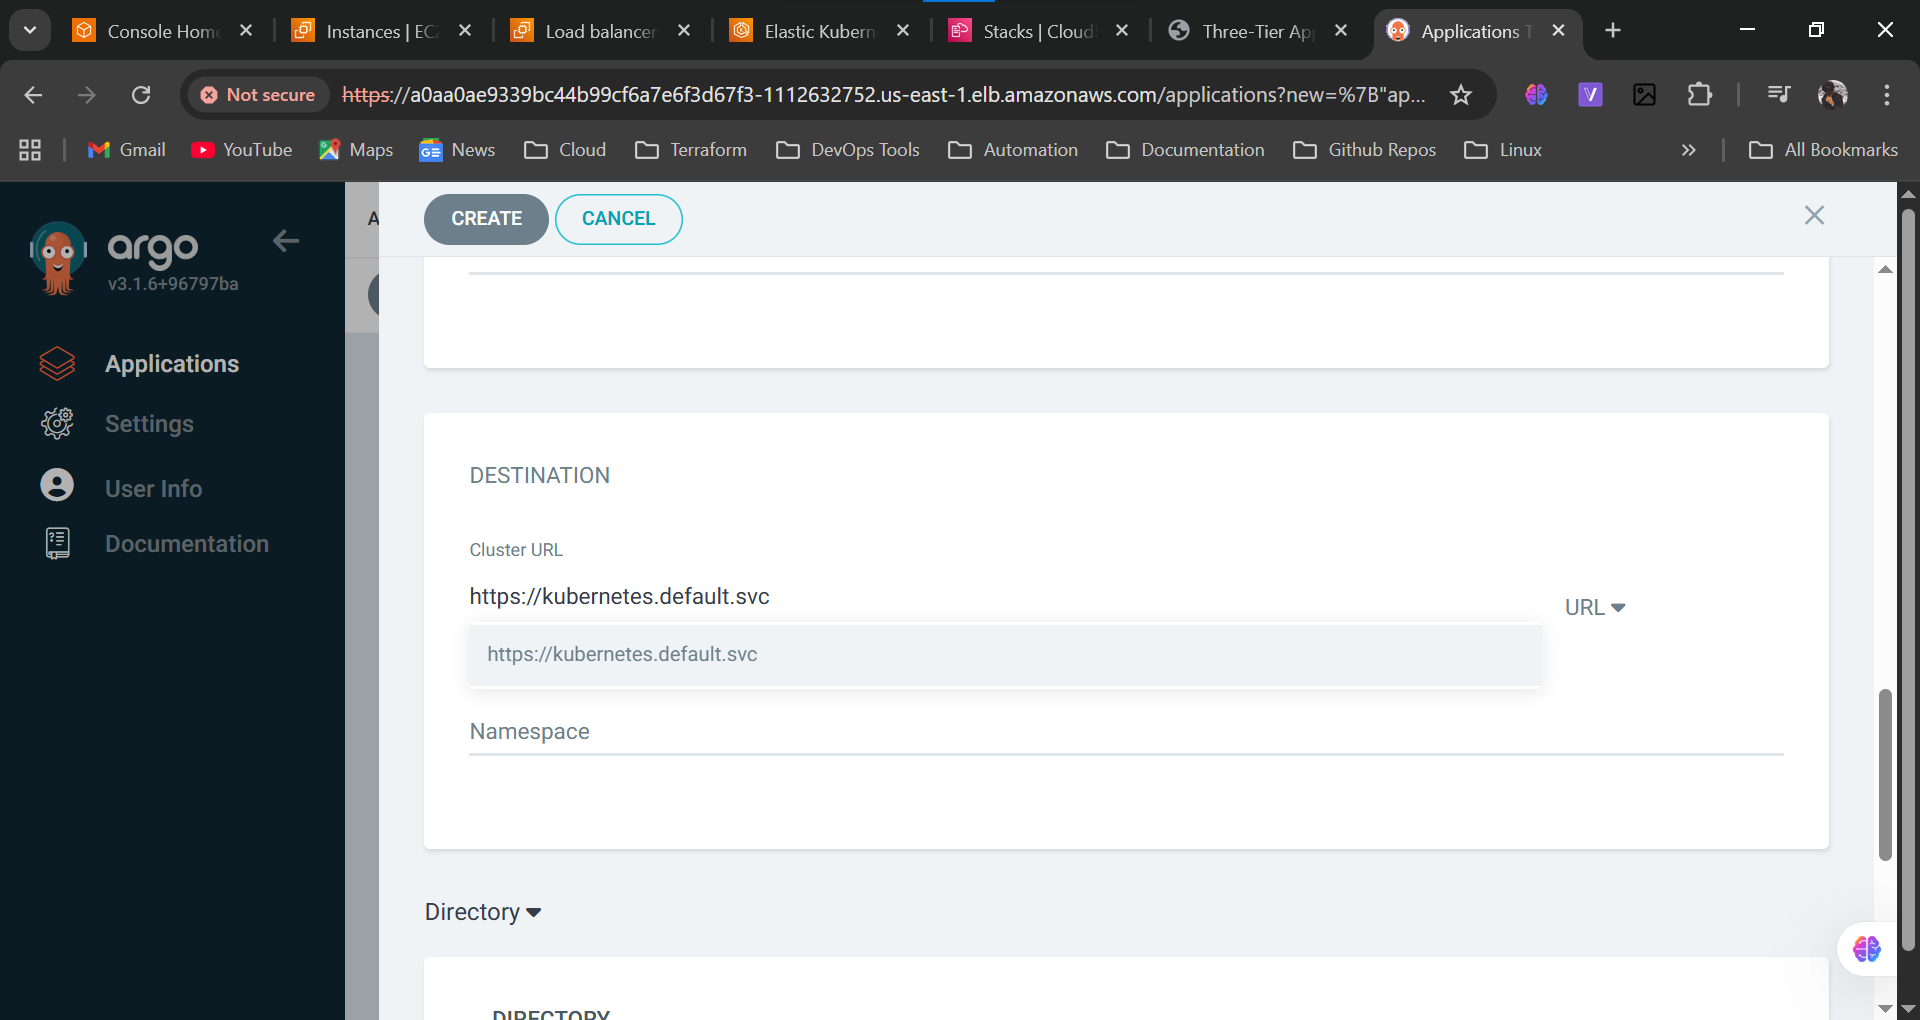 Console Home
Instances | EC2
Load balancer
Elastic Kubern
Stacks | Cloud
Three-Tier Ap
Applications T
Not secure
https://a0aa0ae9339bc44b99cf6a7e6f3d67f3-1112632752.us-east-1.elb.amazonaws.com/applications?new=%7B"ap...
Gmail
YouTube
Maps
News
Cloud
Terraform
DevOps Tools
Automation
Documentation
Github Repos
Linux
»
All Bookmarks
argo
v3.1.6+96797ba
Applications
Settings
User Info
Documentation
A
CREATE
CANCEL
DESTINATION
Cluster URL
https://kubernetes.default.svc
URL
https://kubernetes.default.svc
Namespace
Directory
DIRECTORY